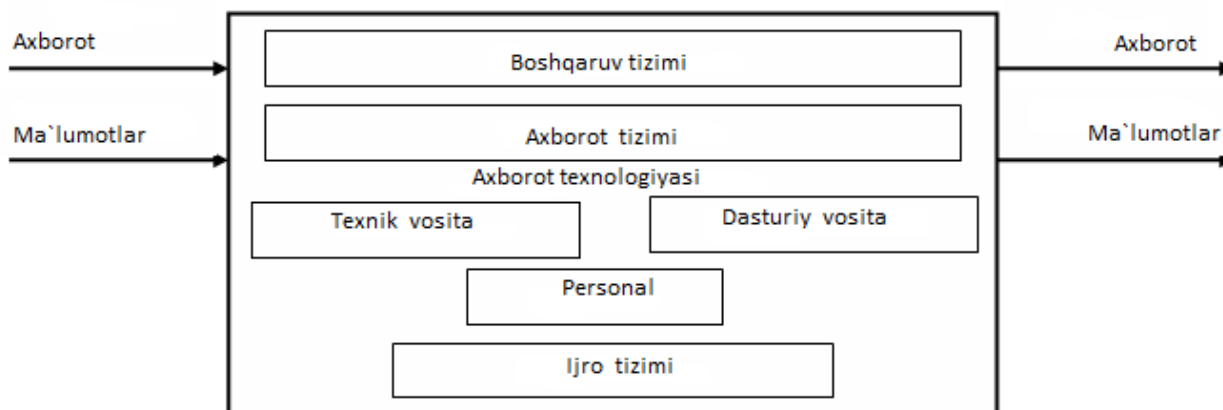 Axborot
Boshqaruv tizimi
Axborot
Ma`lumotlar
Axborot tizimi
Ma`lumotlar
Axborot texnologiyasi
Texnik vosita
Dasturiy vosita
Personal
Ijro tizimi